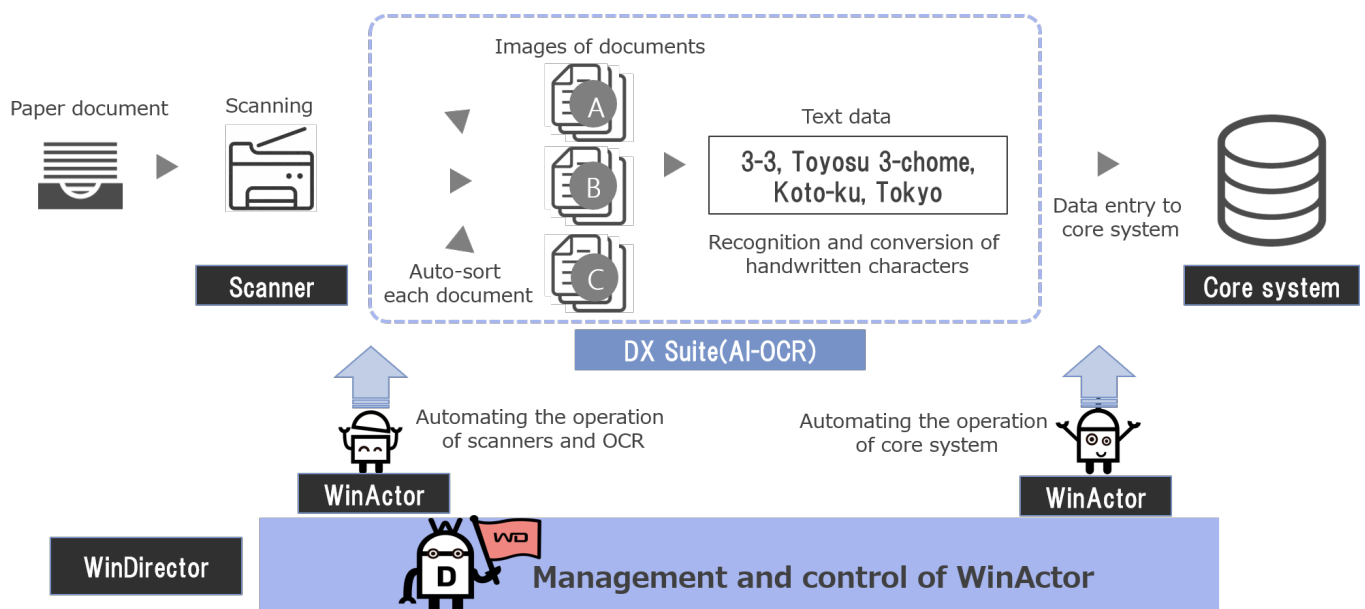 Images of documents
Paper document
Scanning
A
Text data
3-3, Toyosu 3-chome,
Koto-ku, Tokyo
B
Recognition and conversion of
handwritten characters
Data entry to
core system
Auto-sort
each document
C
Scanner
Core system
DX Suite(AI-OCR)
Automating the operation
of scanners and OCR
Automating the operation
of core system
WinActor
WinActor
WinDirector
WD
D
Management and control of WinActor